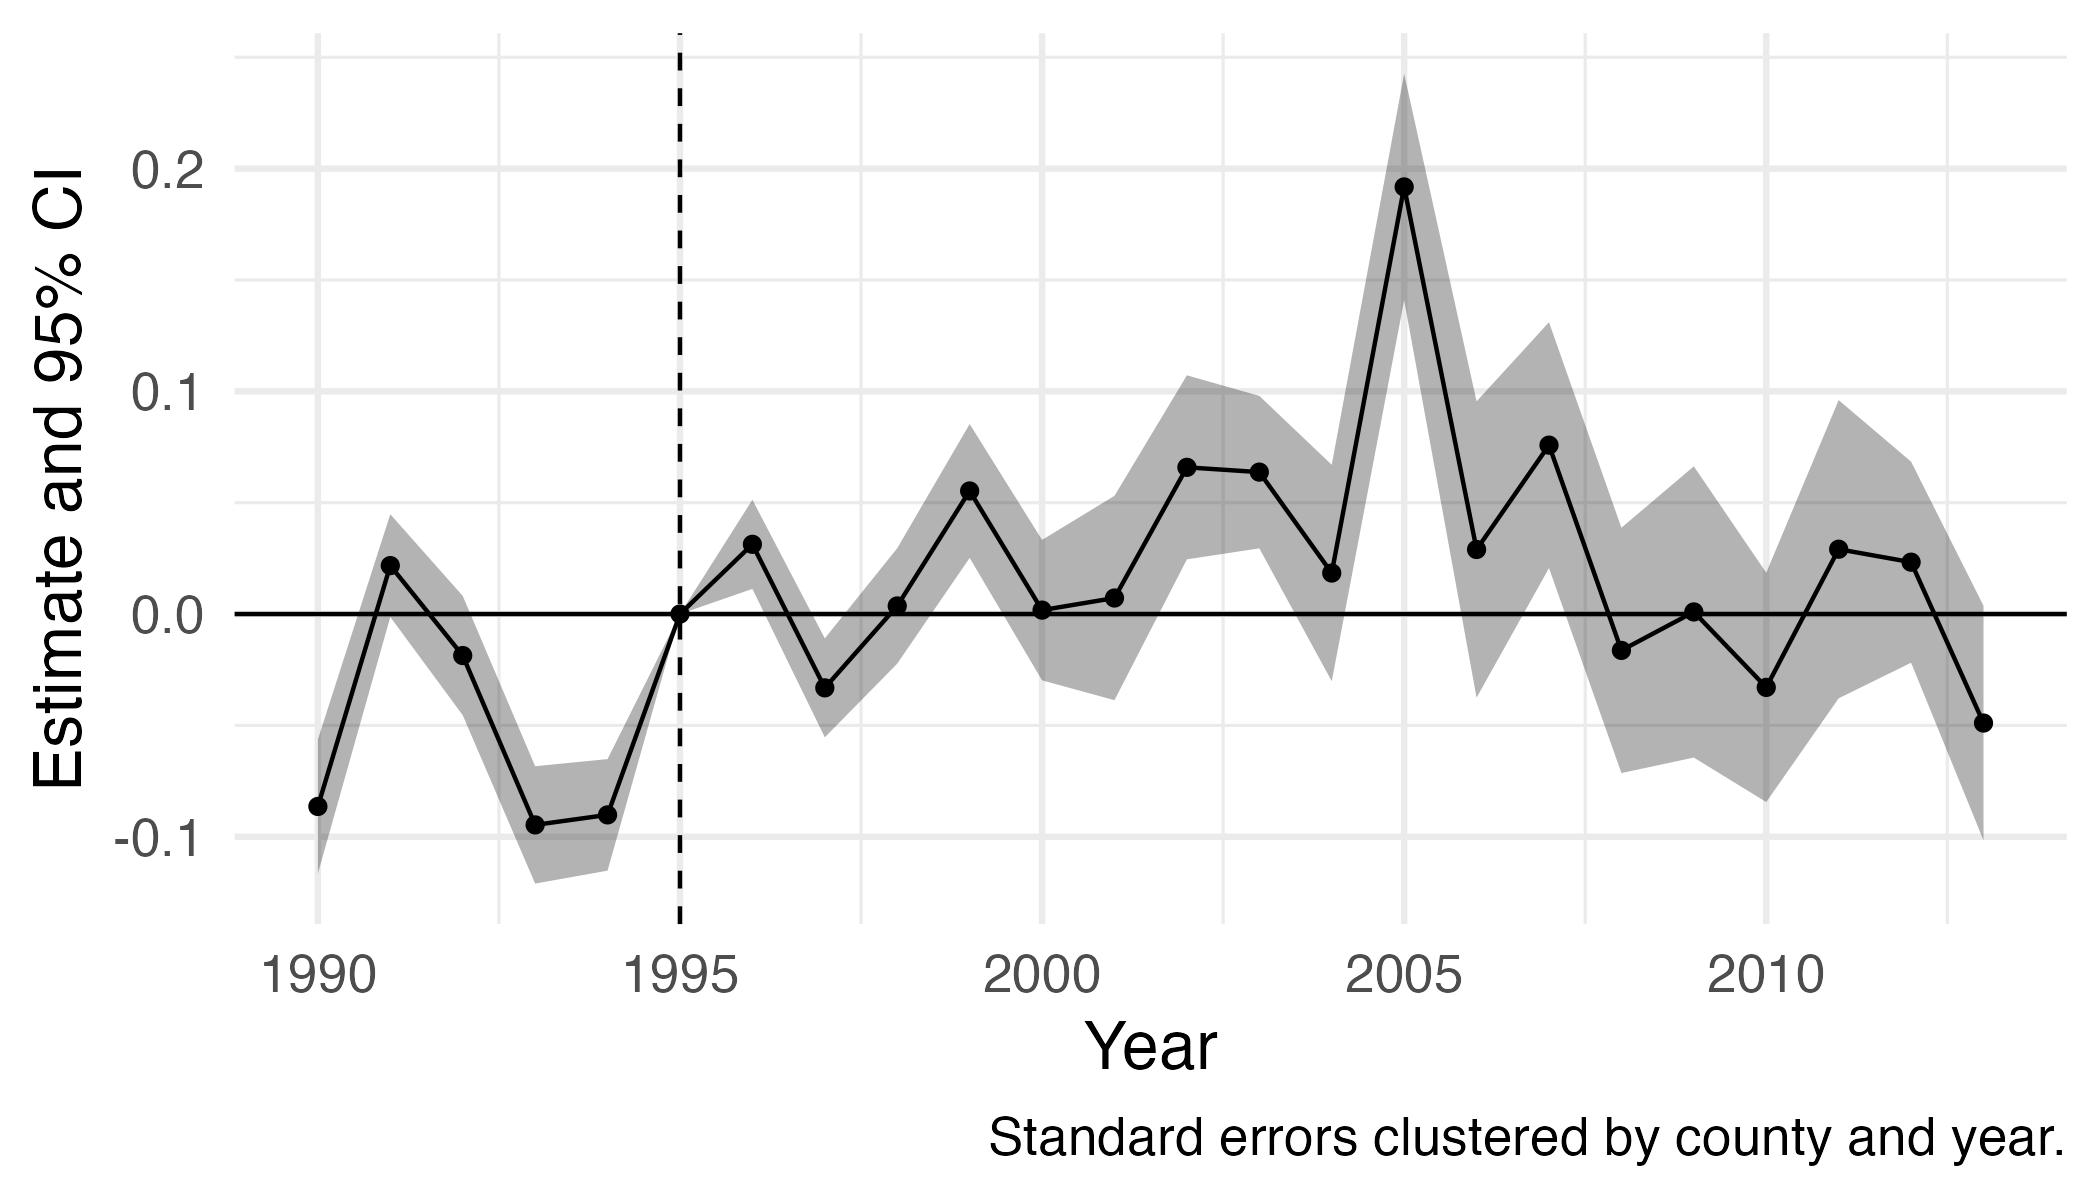 Estimate and 95% CI
0.2
0.1
0.0
-0.1
1990 1995 2000 2005 2010
Year
Standard errors clustered by county and year.